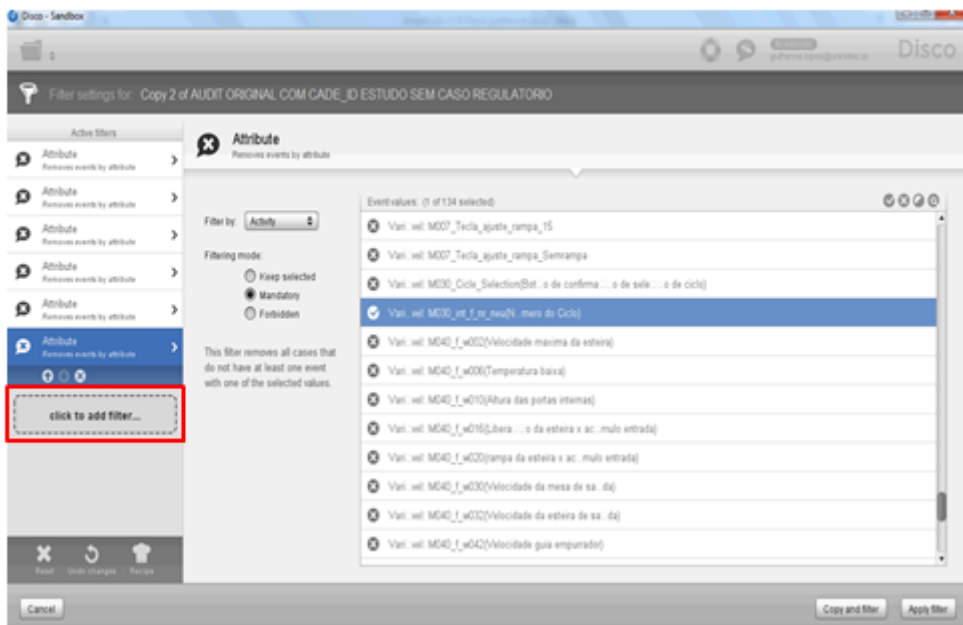 Disco - Sandbox
Disco
Filter settings for: Copy 2 of AUDIT ORIGINAL COM CADE_ID ESTUDO SEM CASO REGULATORIO
Active filters
Attribute
Removes events by attribute
Attribute
Removes events by attribute
Attribute
Removes events by attribute
Attribute
Removes events by attribute
Attribute
Removes events by attribute
Attribute
Removes events by attribute
click to add filter...
Reset Undo changes Recipe
Attribute
Removes events by attribute
Filter by: Activity
Filtering mode:
Keep selected
Mandatory
Forbidden
This filter removes all cases that
do not have at least one event
with one of the selected values.
Event values: (1 of 134 selected)
Vari..vel: M007_Tecla_ajuste_rampa_15
Vari..vel: M007_Tecla_ajuste_rampa_Semrampa
Vari..vel: M030_Cicle_Selection(Bot..o de confirma....o de sele....o de ciclo)
Vari..vel: M030_int_f_nr_neu(N..mero do Ciclo)
Vari..vel: M040_f_w002(Velocidade maxima da esteira)
Vari..vel: M040_f_w006(Temperatura baixa)
Vari..vel: M040_f_w010(Altura das portas internas)
Vari..vel: M040_f_w016(Libera....o da esteira x ac..mulo entrada)
Vari..vel: M040_f_w020(rampa da esteira x ac..mulo entrada)
Vari..vel: M040_f_w030(Velocidade da mesa de sa..da)
Vari..vel: M040_f_w032(Velocidade da esteira de sa..da)
Vari..vel: M040_f_w042(Velocidade guia empurrador)
Cancel Copy and filter Apply filter